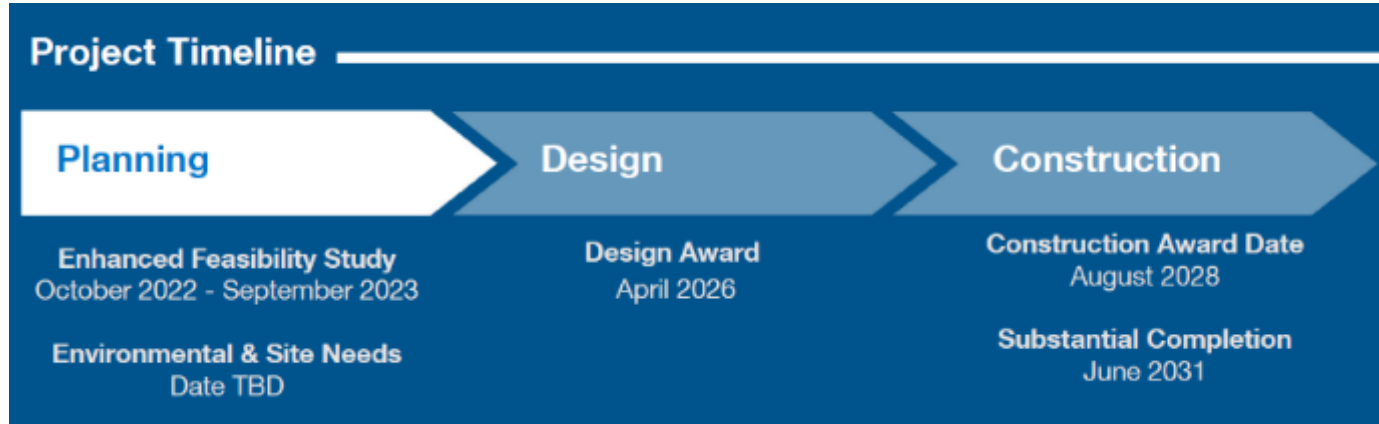 Project Timeline
Planning
Design
Construction
Enhanced Feasibility Study
October 2022 - September 2023
Environmental & Site Needs
Date TBD
Design Award
April 2026
Construction Award Date
August 2028
Substantial Completion
June 2031